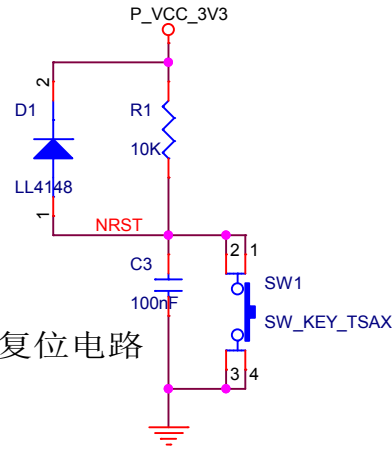 P_VCC_3V3
2
D1
R1
10K
LL4148
1
NRST
2 1
C3
SW1
100nF
SW_KEY_TSAX
复位电路
3 4